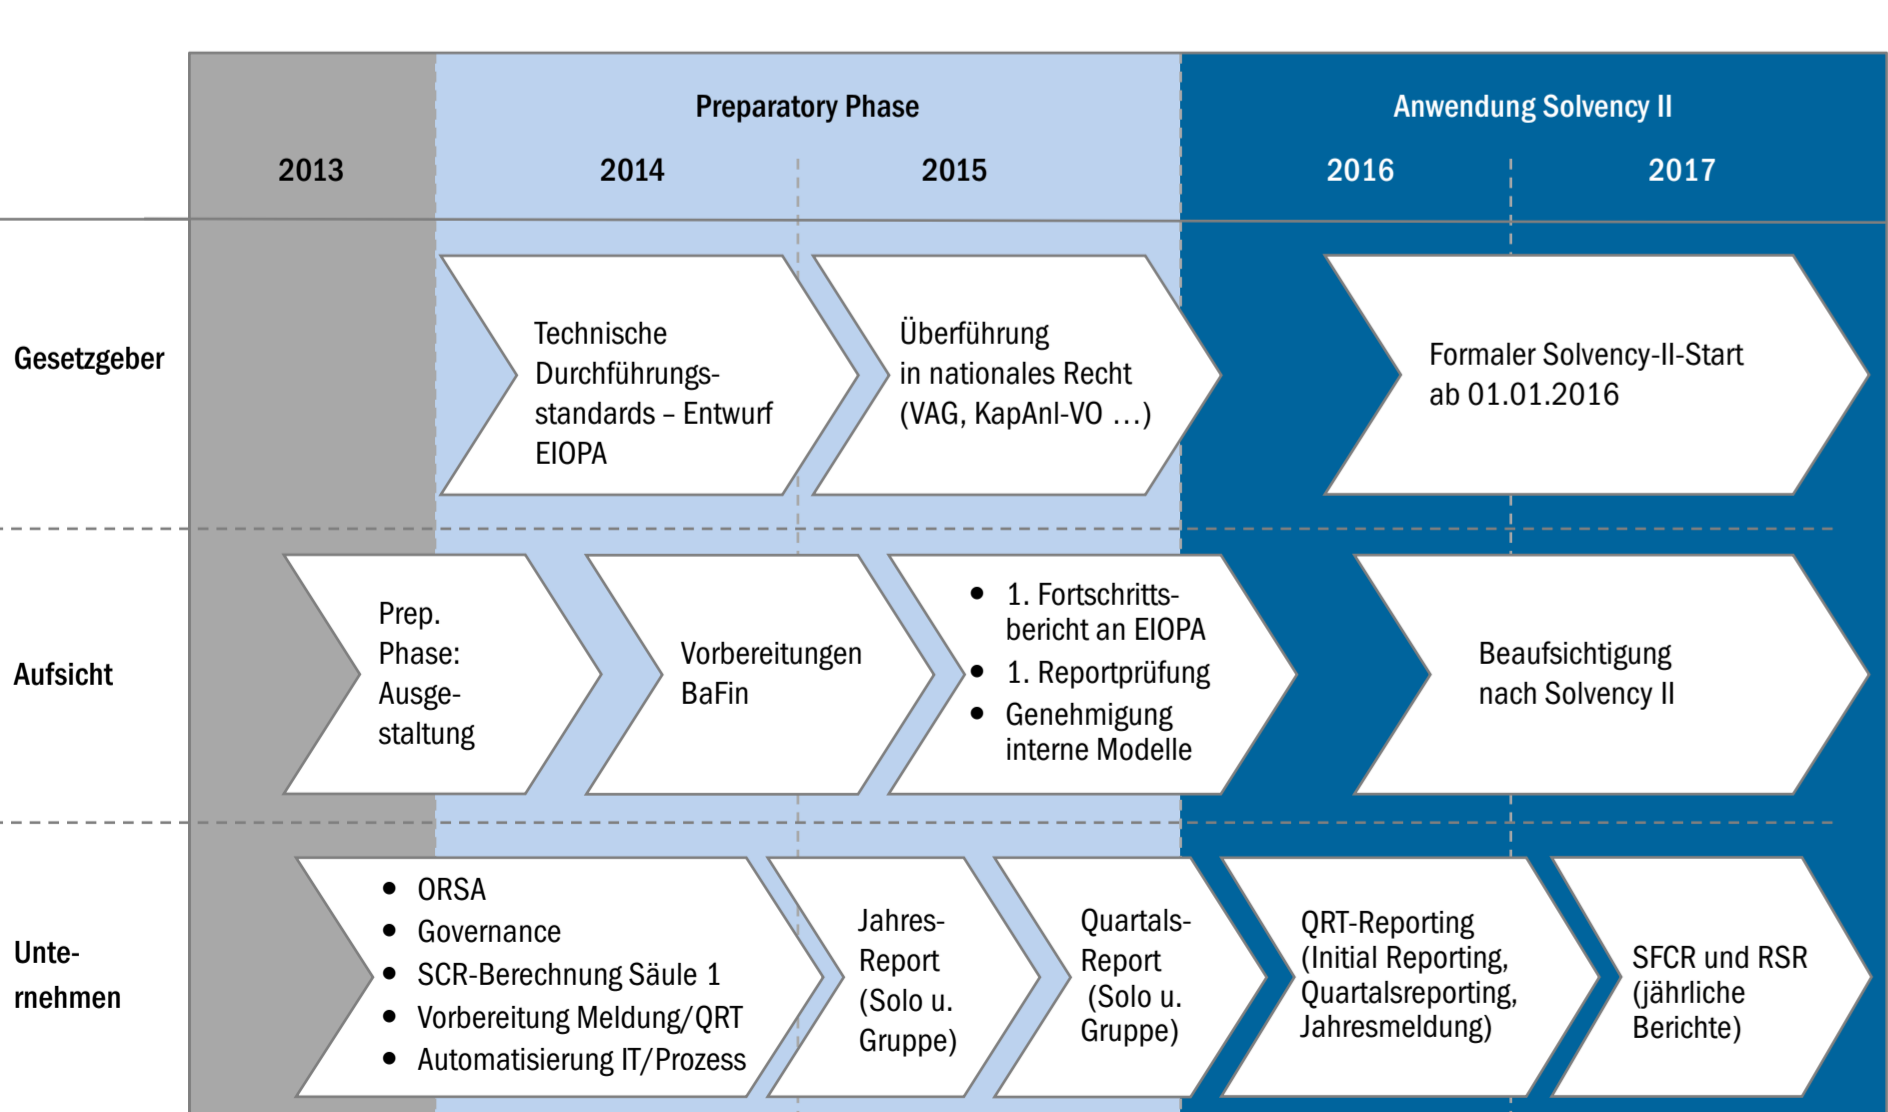 Preparatory Phase
Anwendung Solvency II
2013
2014
2015
2016
2017
Gesetzgeber
Technische
Durchführungs-
standards – Entwurf
EIOPA
Überführung
in nationales Recht
(VAG, KapAnl-VO …)
Formaler Solvency-II-Start
ab 01.01.2016
Aufsicht
Prep.
Phase:
Ausge-
staltung
Vorbereitungen
BaFin
• 1. Fortschritts-
bericht an EIOPA
• 1. Reportprüfung
• Genehmigung
interne Modelle
Beaufsichtigung
nach Solvency II
Unte-
rnehmen
• ORSA
• Governance
• SCR-Berechnung Säule 1
• Vorbereitung Meldung/QRT
• Automatisierung IT/Prozess
Jahres-
Report
(Solo u.
Gruppe)
Quartals-
Report
(Solo u.
Gruppe)
QRT-Reporting
(Initial Reporting,
Quartalsreporting,
Jahresmeldung)
SFCR und RSR
(jährliche
Berichte)